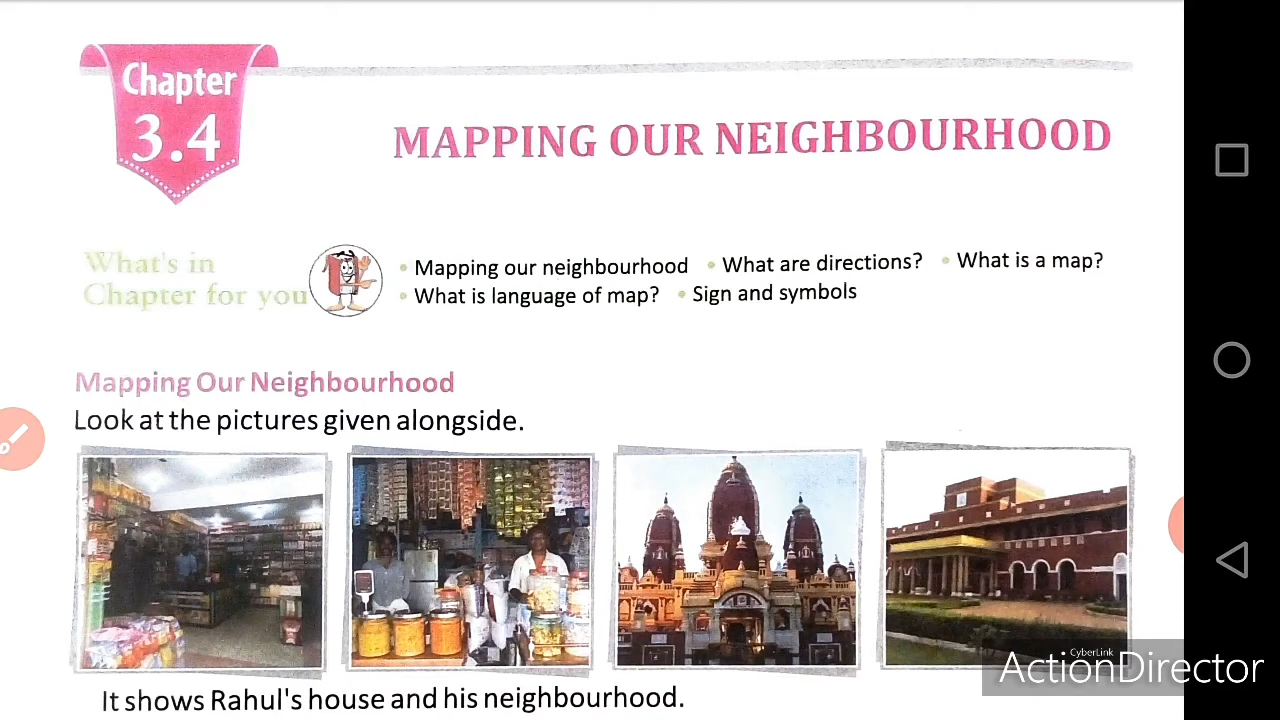 Chapter
3.4
MAPPING OUR NEIGHBOURHOOD
What's in
Chapter for you
• Mapping our neighbourhood • What are directions? • What is a map?
• What is language of map? • Sign and symbols
Mapping Our Neighbourhood
Look at the pictures given alongside.
It shows Rahul's house and his neighbourhood.
CyberLink
ActionDirector